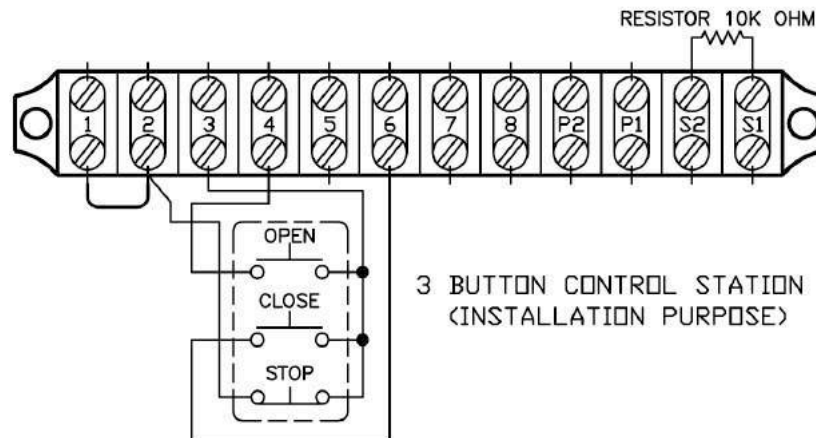 RESISTOR 10K OHM
1 2 3 4 5 6 7 8 P2 P1 S2 S1
OPEN
CLOSE
STOP
3 BUTTON CONTROL STATION
(INSTALLATION PURPOSE)